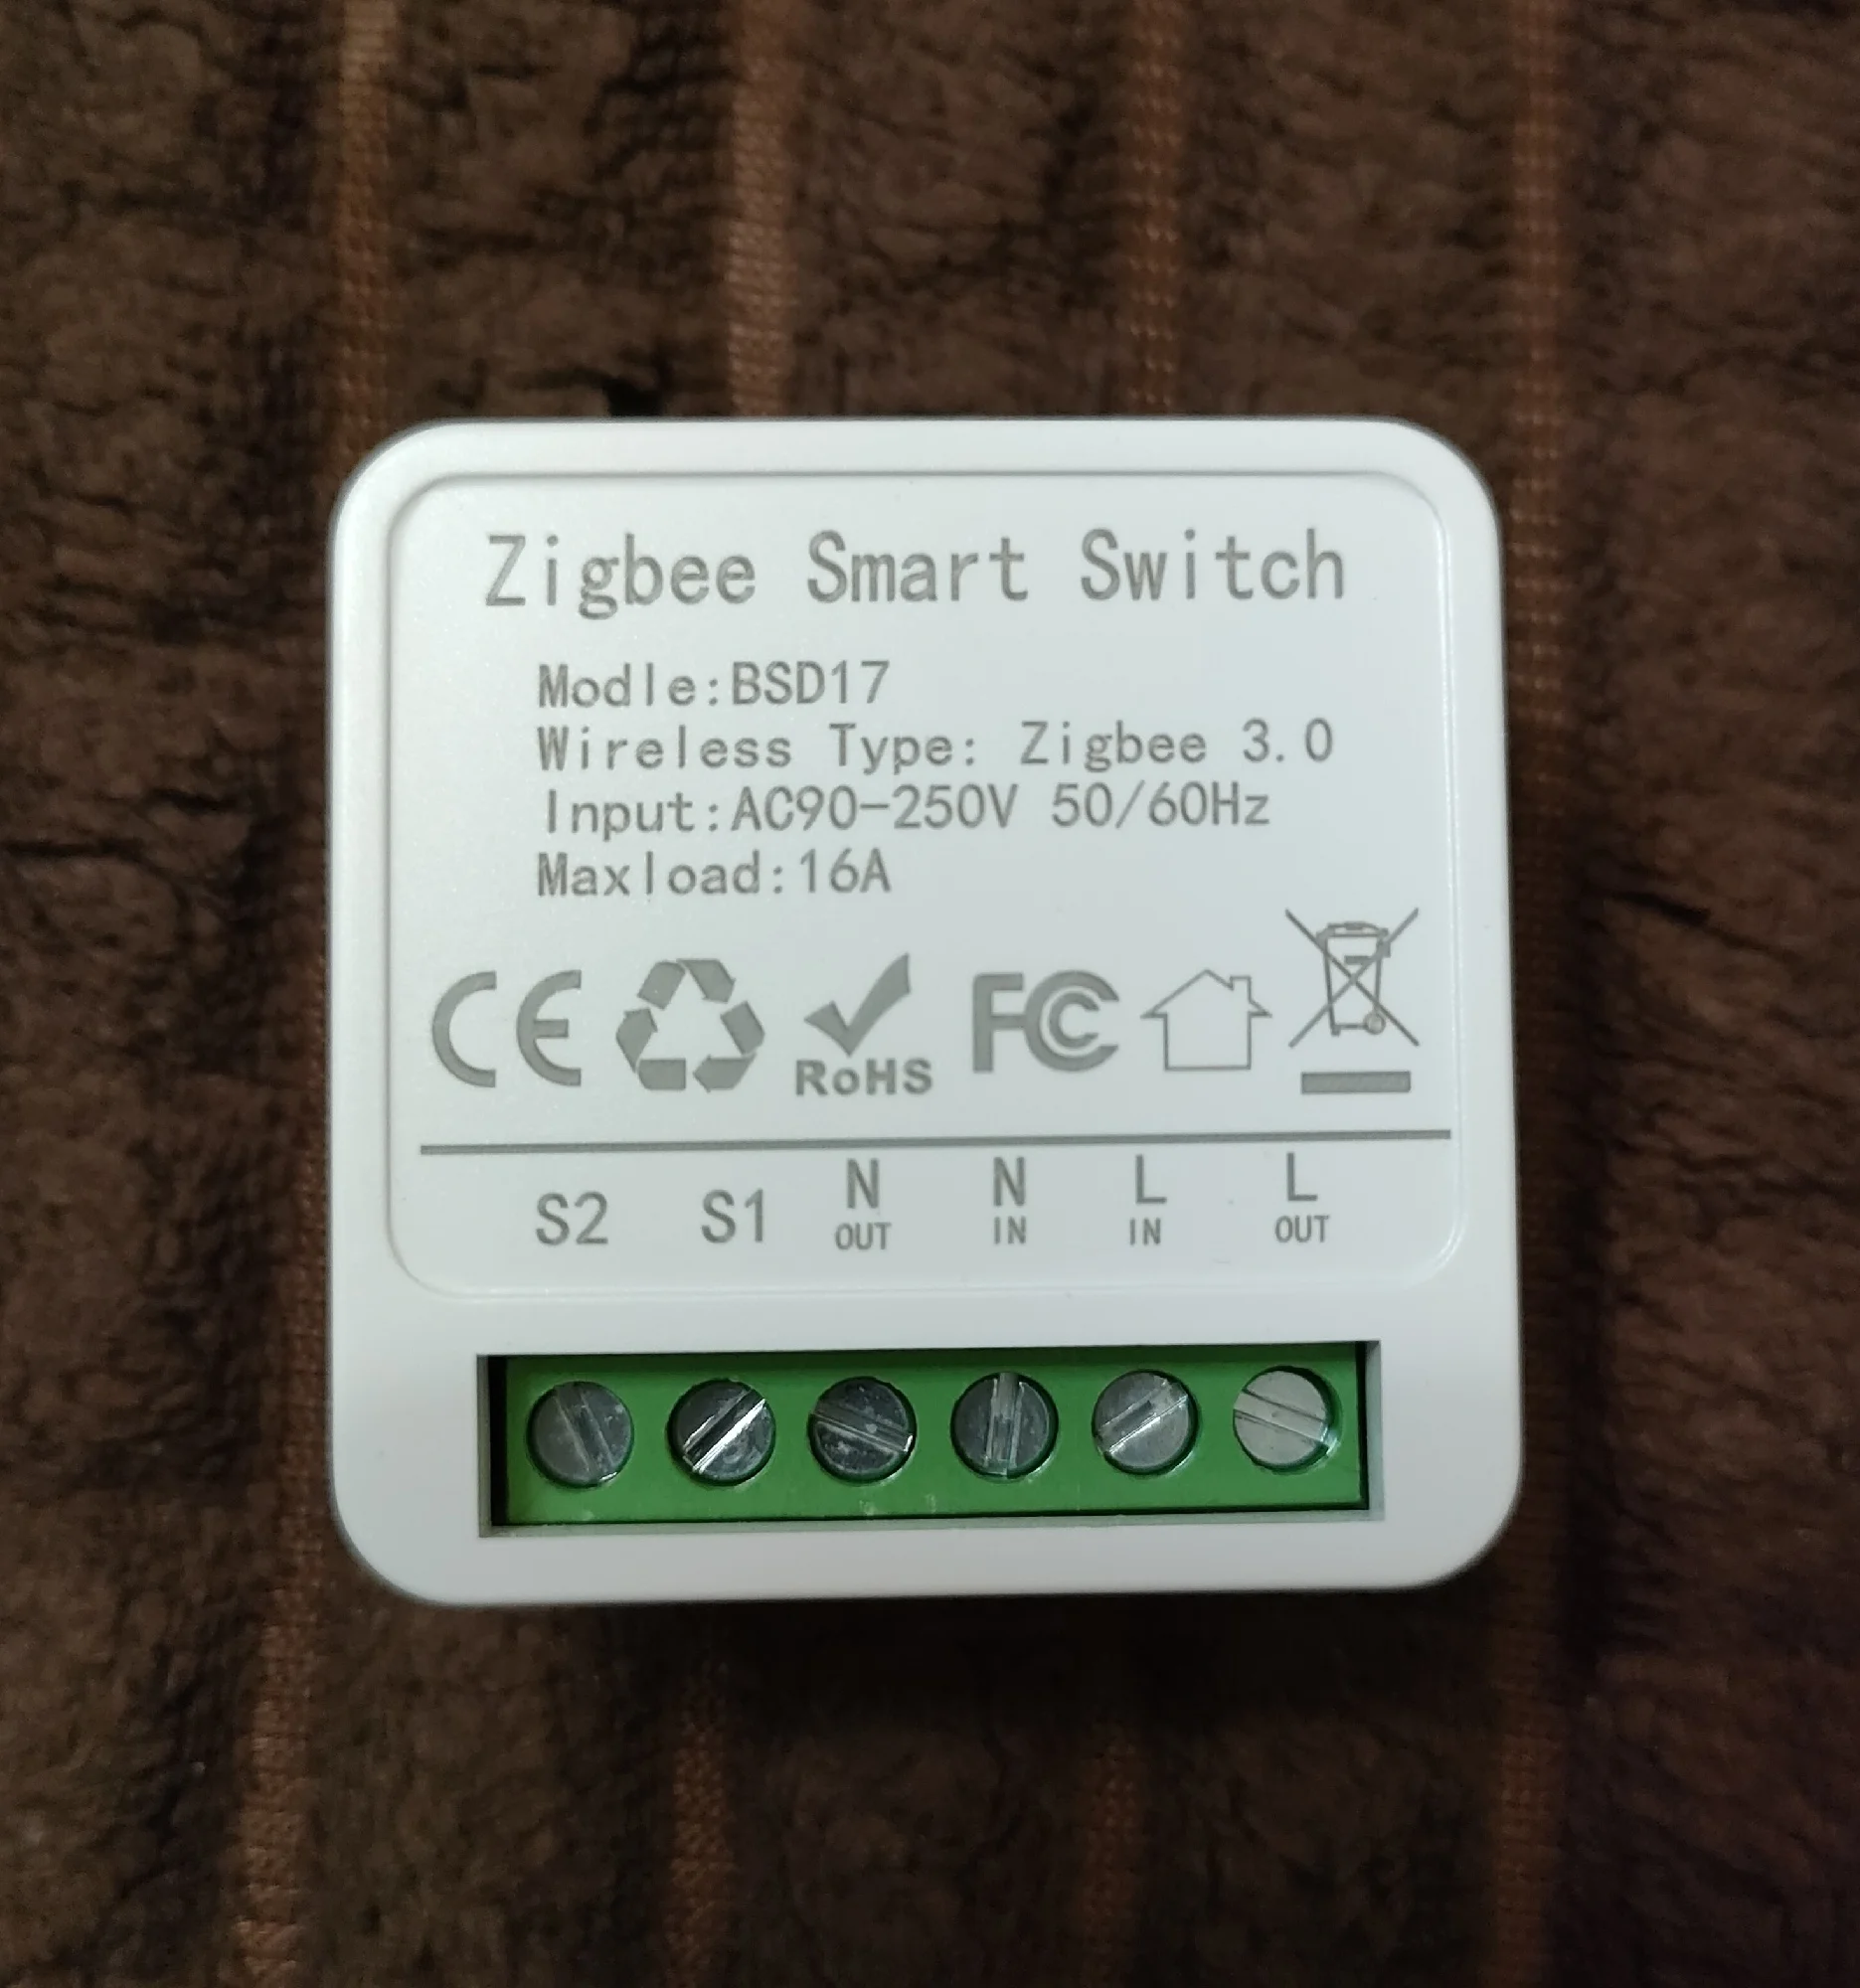 Zigbee Smart Switch
Modle:BSD17
Wireless Type: Zigbee 3.0
Input:AC90-250V 50/60Hz
Maxload:16A
CE RoHS FC
S2 S1 N OUT N IN L IN L OUT